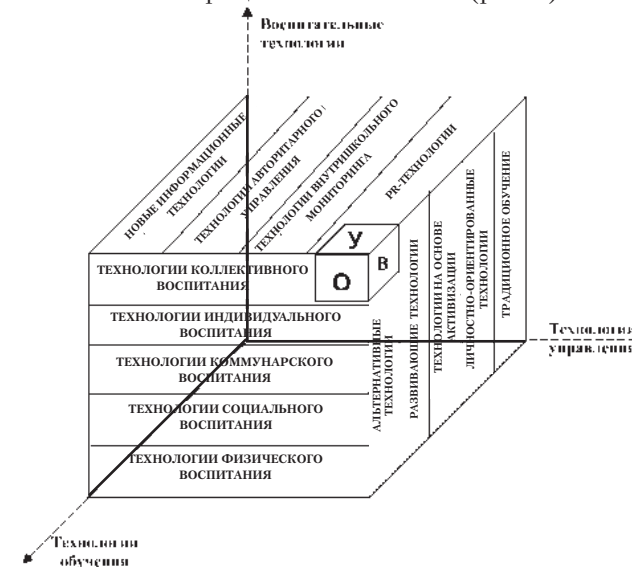 Воспитательные
технологии
НОВЫЕ ИНФОРМАЦИОННЫЕ
ТЕХНОЛОГИИ
ТЕХНОЛОГИИ АВТОРИТАРНОГО
УПРАВЛЕНИЯ
ТЕХНОЛОГИИ ВНУТРИШКОЛЬНОГО
МОНИТОРИНГА
PR-ТЕХНОЛОГИИ
У
О
В
ТЕХНОЛОГИИ КОЛЛЕКТИВНОГО
ВОСПИТАНИЯ
ТЕХНОЛОГИИ ИНДИВИДУАЛЬНОГО
ВОСПИТАНИЯ
ТЕХНОЛОГИИ КОММУНАРСКОГО
ВОСПИТАНИЯ
ТЕХНОЛОГИИ СОЦИАЛЬНОГО
ВОСПИТАНИЯ
ТЕХНОЛОГИИ ФИЗИЧЕСКОГО
ВОСПИТАНИЯ
АЛЬТЕРНАТИВНЫЕ
ТЕХНОЛОГИИ
РАЗВИВАЮЩИЕ ТЕХНОЛОГИИ
ТЕХНОЛОГИИ НА ОСНОВЕ
АКТИВИЗАЦИИ
ЛИЧНОСТНО-ОРИЕНТИРОВАННЫЕ
ТЕХНОЛОГИИ
ТРАДИЦИОННОЕ ОБУЧЕНИЕ
Технологии
управления
Технологии
обучения